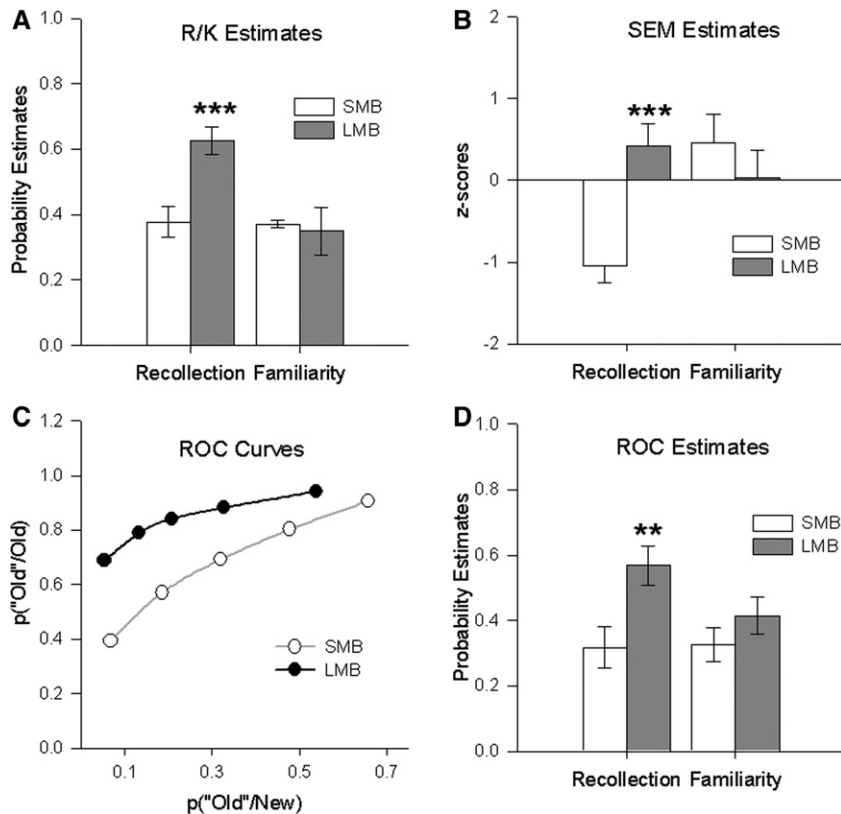 A
R/K Estimates
1.0
0.8
0.6
0.4
0.2
0.0
Probability Estimates
***
SMB
LMB
Recollection Familiarity
B
SEM Estimates
2
1
0
-1
-2
z-scores
***
SMB
LMB
Recollection Familiarity
C
ROC Curves
1.2
1.0
0.8
0.6
0.4
0.2
0.0
p("Old"/Old)
SMB
LMB
0.1 0.3 0.5 0.7
p("Old"/New)
D
ROC Estimates
1.0
0.8
0.6
0.4
0.2
0.0
Probability Estimates
**
SMB
LMB
Recollection Familiarity